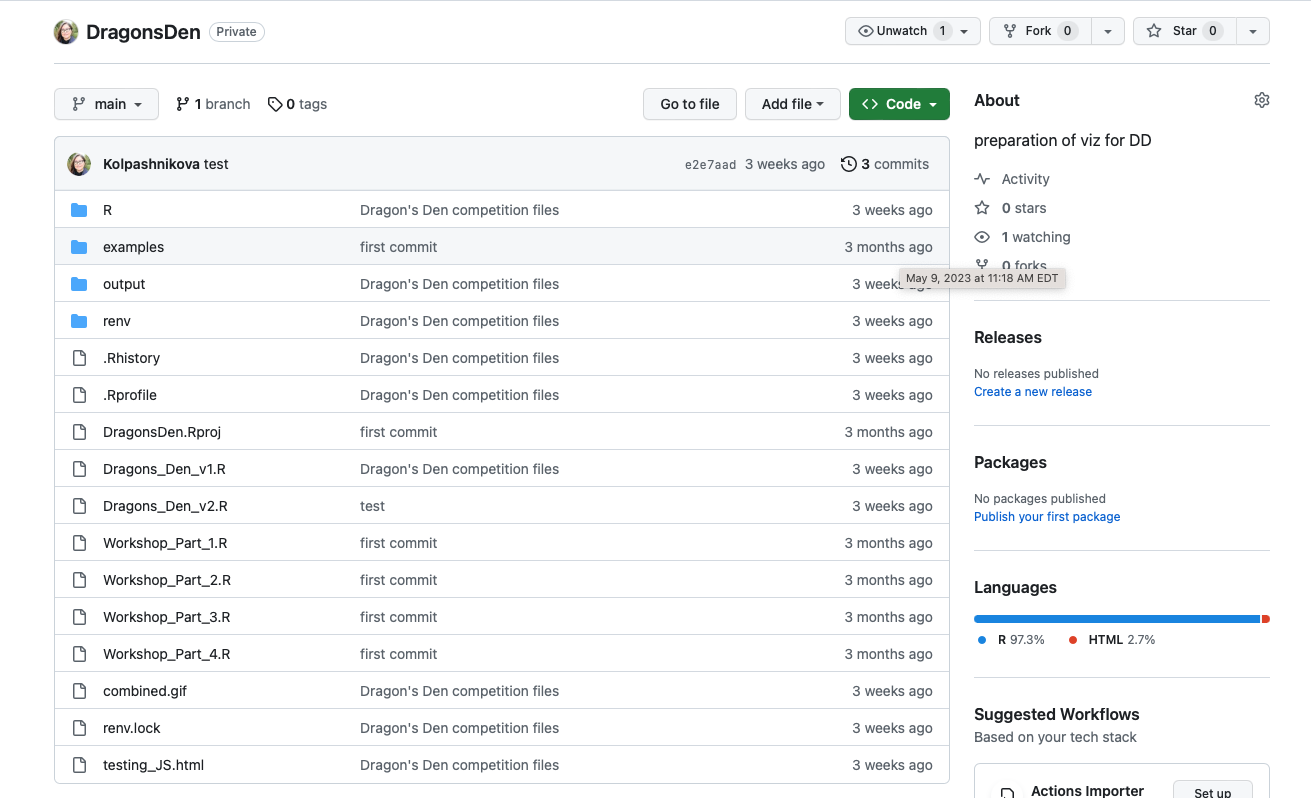 DragonsDen Private Unwatch 1 Fork 0 Star 0
main 1 branch 0 tags Go to file Add file Code
Kolpashnikova test e2e7aad 3 weeks ago 3 commits
R Dragon's Den competition files 3 weeks ago
examples first commit 3 months ago
output Dragon's Den competition files 3 weeks ago
renv Dragon's Den competition files 3 weeks ago
.Rhistory Dragon's Den competition files 3 weeks ago
.Rprofile Dragon's Den competition files 3 weeks ago
DragonsDen.Rproj first commit 3 months ago
Dragons_Den_v1.R Dragon's Den competition files 3 weeks ago
Dragons_Den_v2.R test 3 weeks ago
Workshop_Part_1.R first commit 3 months ago
Workshop_Part_2.R first commit 3 months ago
Workshop_Part_3.R first commit 3 months ago
Workshop_Part_4.R first commit 3 months ago
combined.gif Dragon's Den competition files 3 weeks ago
renv.lock Dragon's Den competition files 3 weeks ago
testing_JS.html Dragon's Den competition files 3 weeks ago
About
preparation of viz for DD
Activity
0 stars
1 watching
0 forks
May 9, 2023 at 11:18 AM EDT
Releases
No releases published
Create a new release
Packages
No packages published
Publish your first package
Languages
R 97.3% HTML 2.7%
Suggested Workflows
Based on your tech stack
Actions Importer Set up